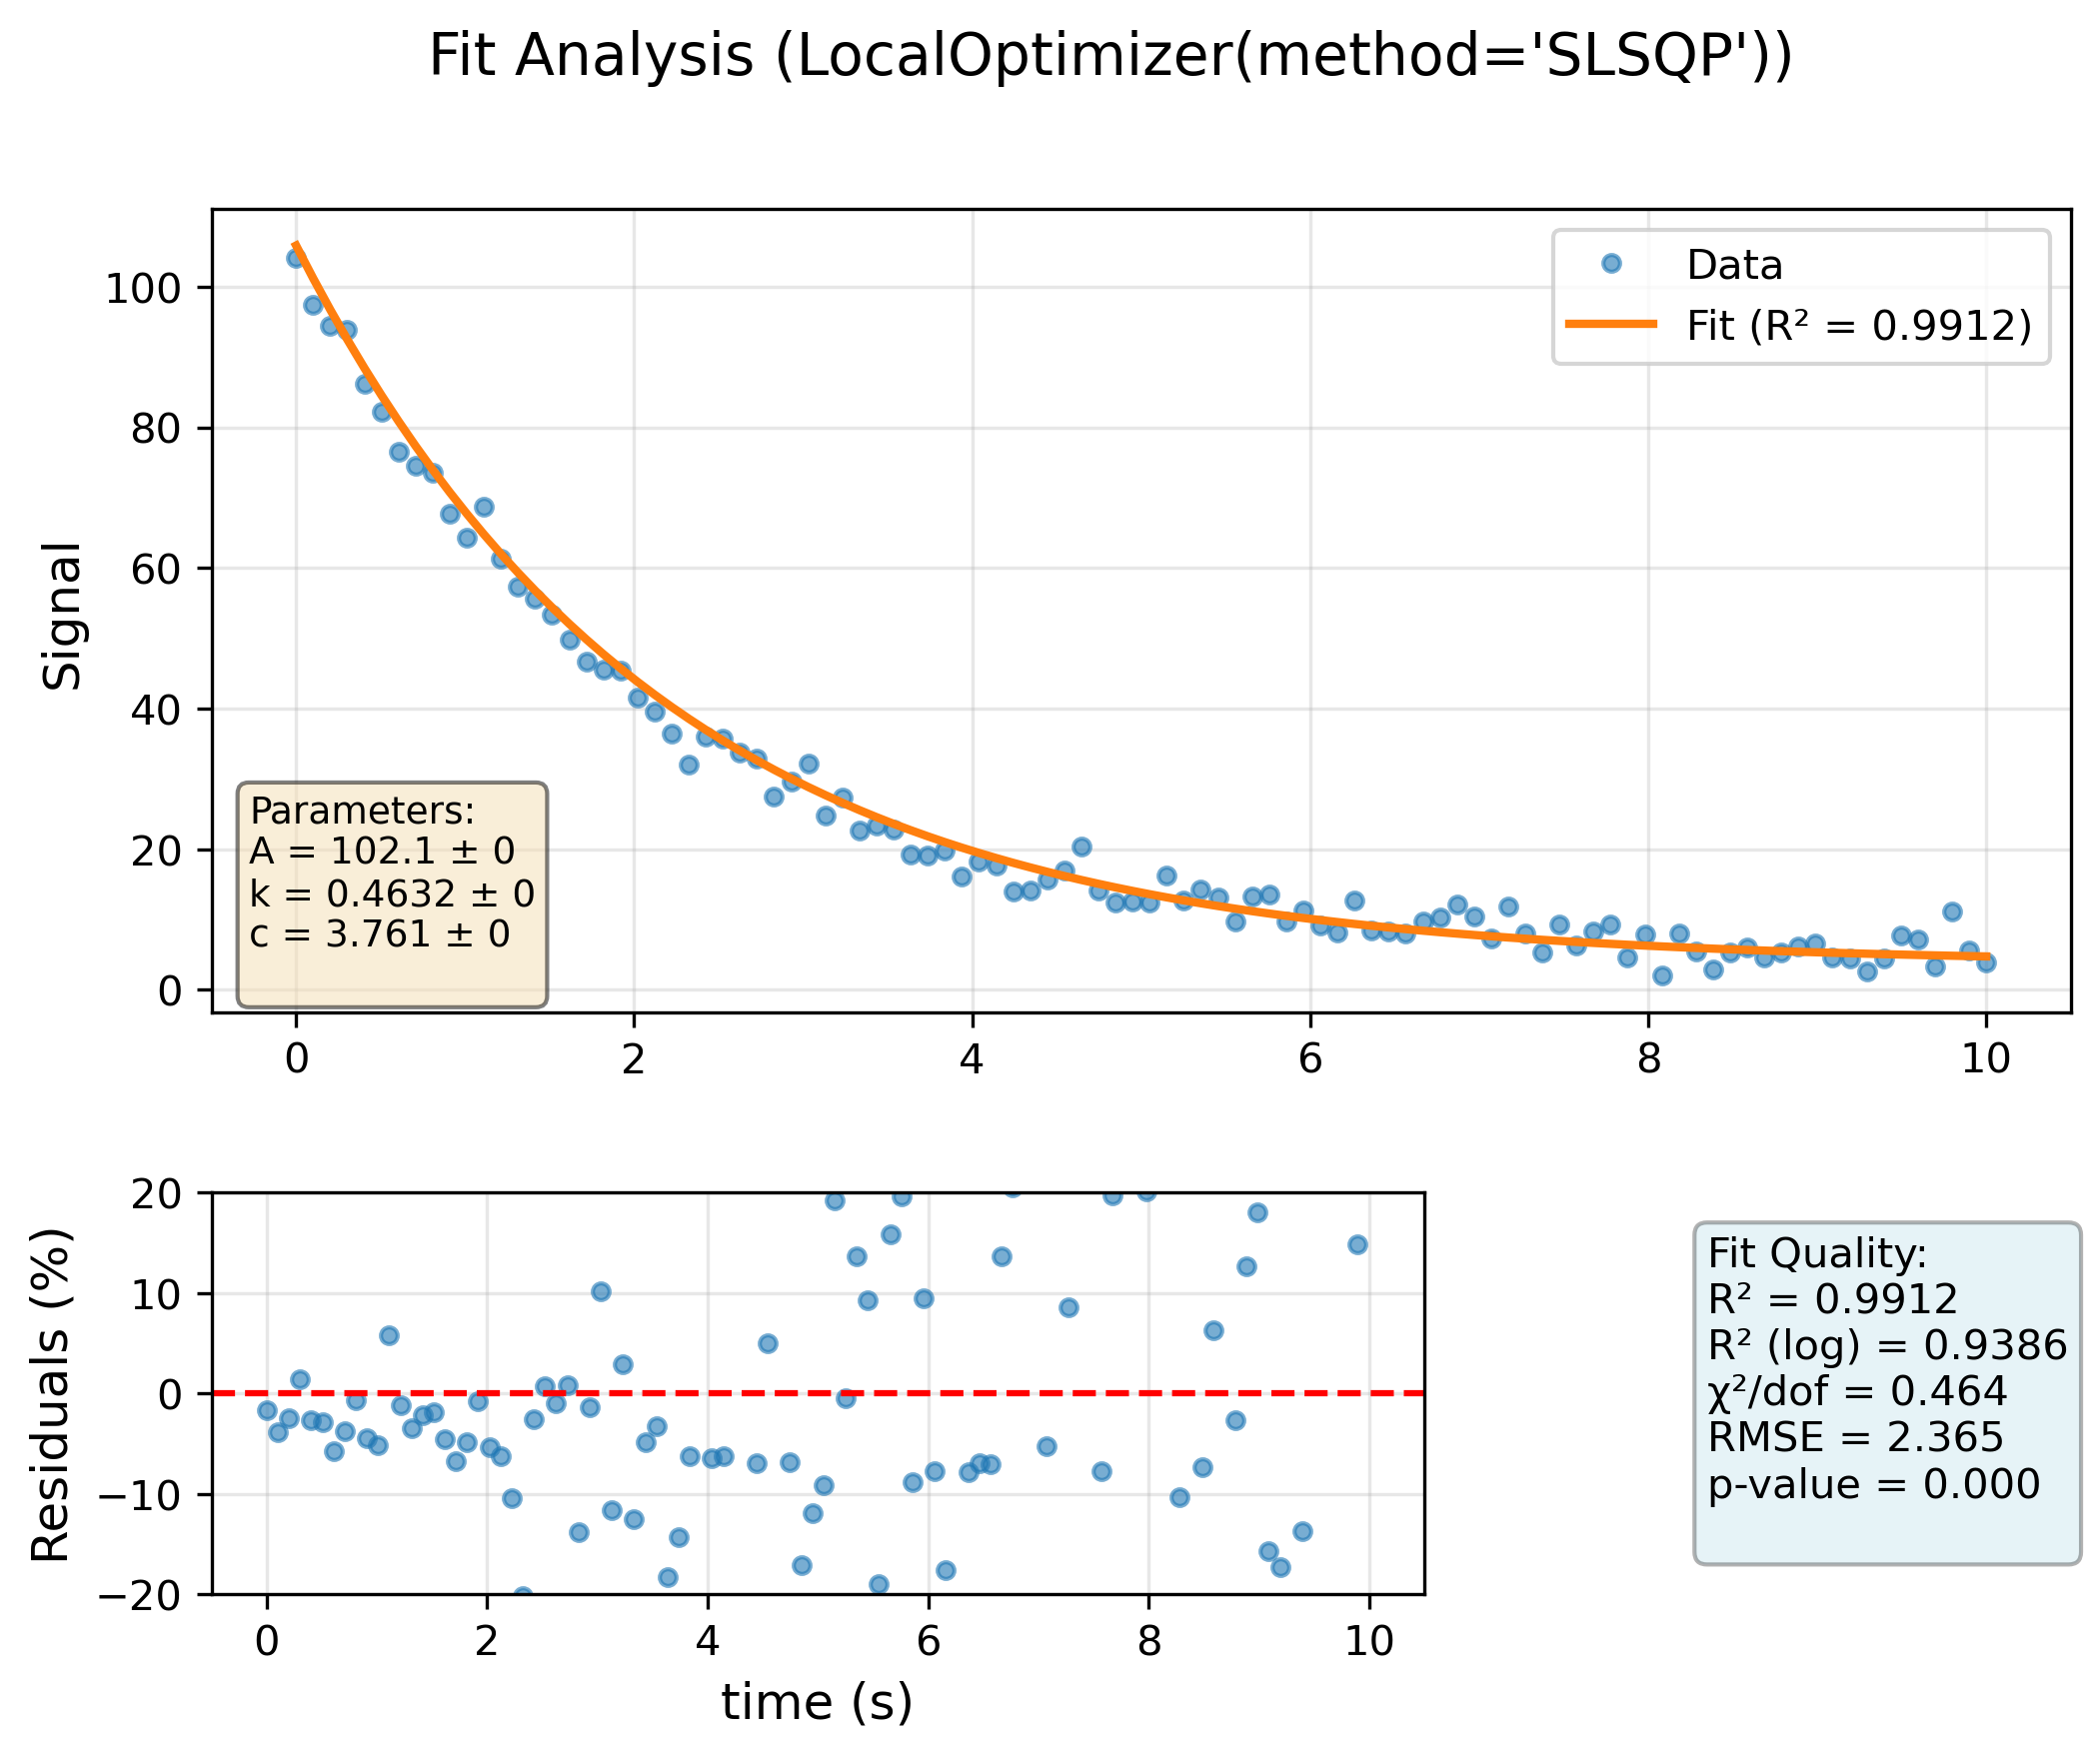 Fit Analysis (LocalOptimizer(method='SLSQP'))
Signal
100
80
60
40
20
0
Data
Fit (R² = 0.9912)
Parameters:
A = 102.1 ± 0
k = 0.4632 ± 0
c = 3.761 ± 0
0 2 4 6 8 10
Residuals (%)
20
10
0
−10
−20
0 2 4 6 8 10
time (s)
Fit Quality:
R² = 0.9912
R² (log) = 0.9386
χ²/dof = 0.464
RMSE = 2.365
p-value = 0.000